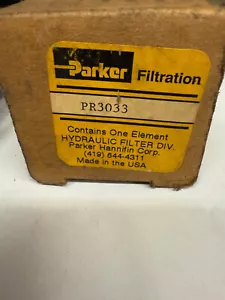 Parker Filtration
PR3033
Contains One Element
HYDRAULIC FILTER DIV.
Parker Hannifin Corp.
(419) 644-4311
Made in the USA